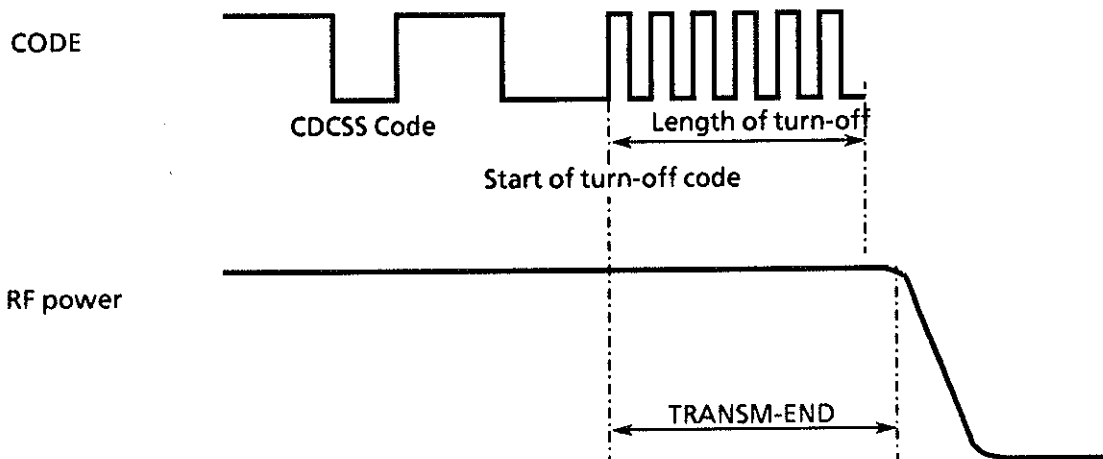 CODE
CDCSS Code
Length of turn-off
Start of turn-off code
RF power
TRANSM-END